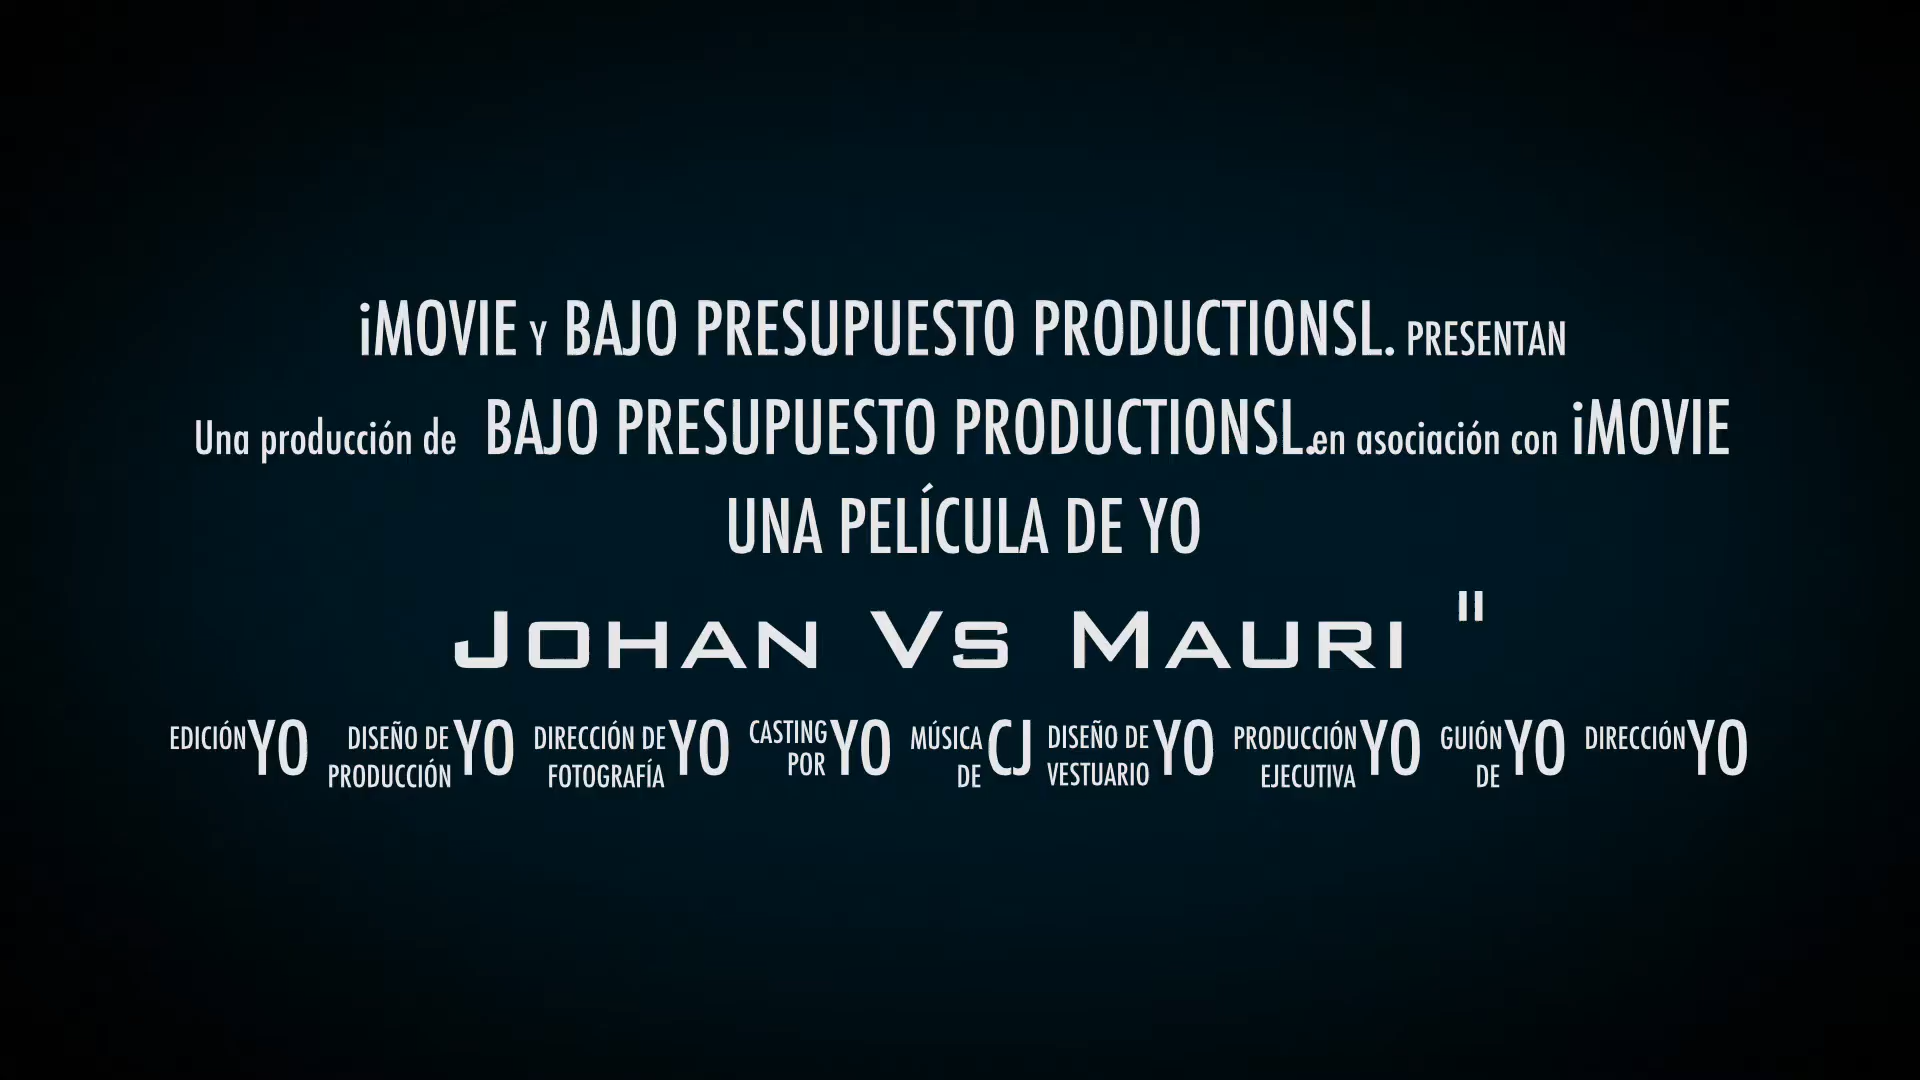 iMOVIE Y BAJO PRESUPUESTO PRODUCTIONSL. PRESENTAN
Una producción de BAJO PRESUPUESTO PRODUCTIONSL. en asociación con iMOVIE
UNA PELÍCULA DE YO
JOHAN VS MAURI "
EDICIÓN YO DISEÑO DE PRODUCCIÓN YO DIRECCIÓN DE FOTOGRAFÍA YO CASTING POR YO MÚSICA DE CJ DISEÑO DE VESTUARIO YO PRODUCCIÓN EJECUTIVA YO GUIÓN DE YO DIRECCIÓN YO